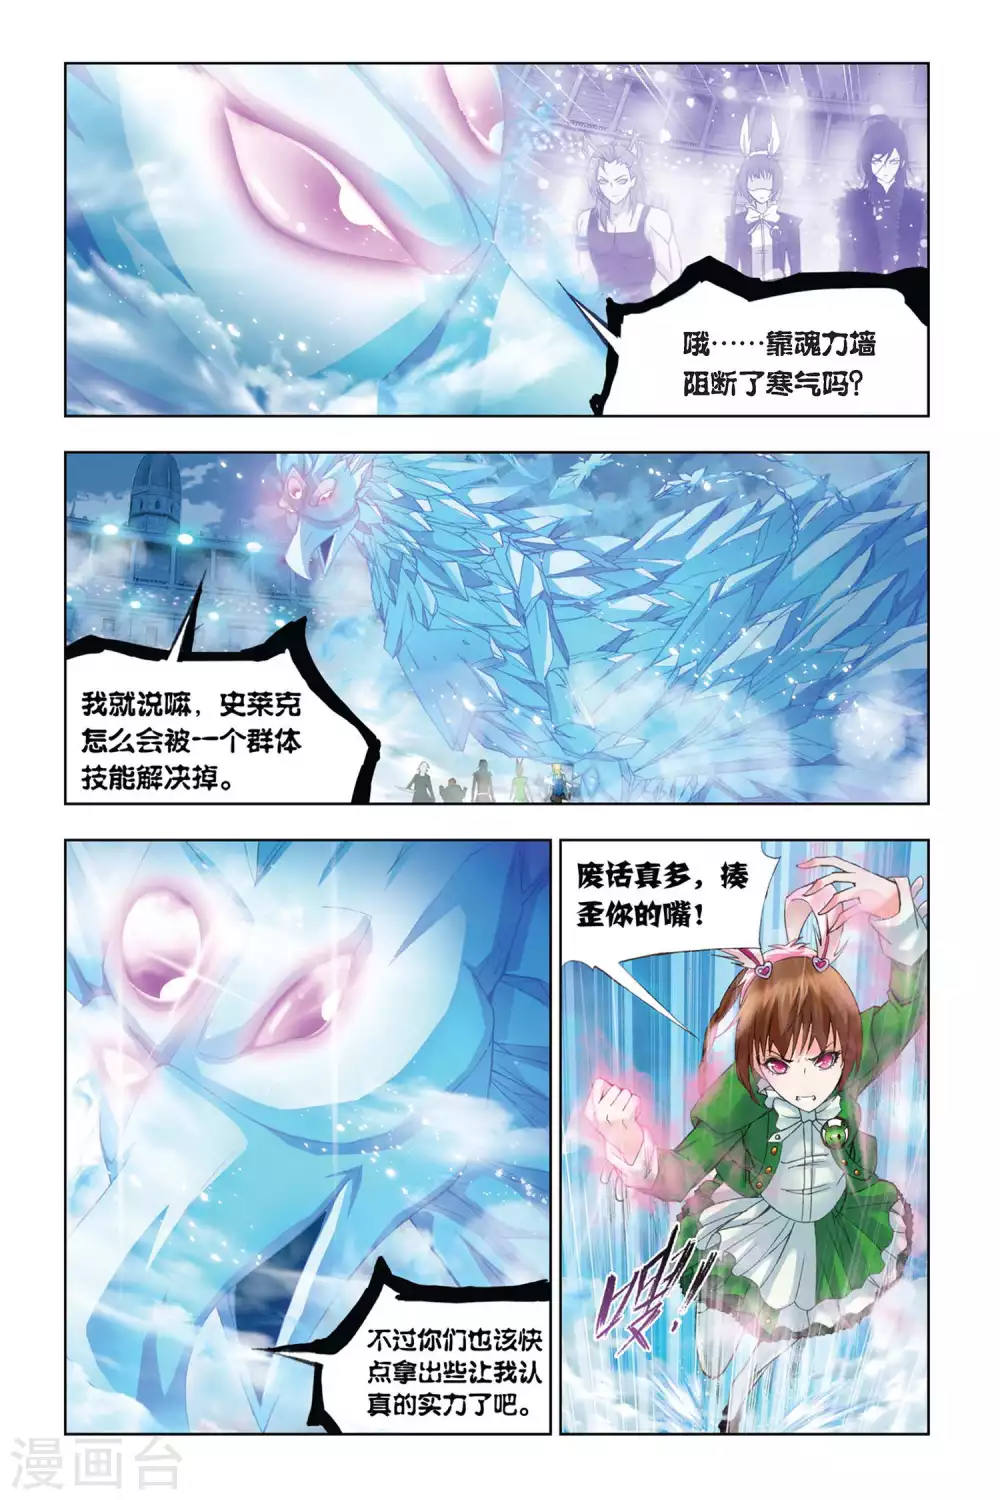 哦……靠魂力墙
阻断了寒气吗？
我就说嘛，史莱克
怎么会被一个群体
技能解决掉。
废话真多，揍
歪你的嘴！
嗖！
不过你们也该快
点拿出些让我认
真的实力了吧。
漫画台